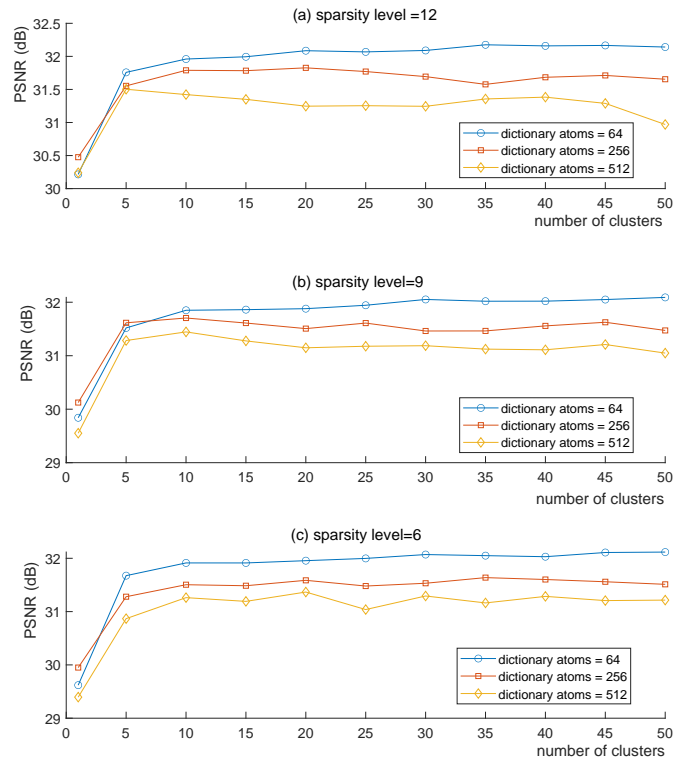 (a) sparsity level =12
PSNR (dB)
32.5
32
31.5
31
30.5
30
0 5 10 15 20 25 30 35 40 45 50
number of clusters
dictionary atoms = 64
dictionary atoms = 256
dictionary atoms = 512
(b) sparsity level=9
PSNR (dB)
32
31
30
29
0 5 10 15 20 25 30 35 40 45 50
number of clusters
dictionary atoms = 64
dictionary atoms = 256
dictionary atoms = 512
(c) sparsity level=6
PSNR (dB)
32
31
30
29
0 5 10 15 20 25 30 35 40 45 50
number of clusters
dictionary atoms = 64
dictionary atoms = 256
dictionary atoms = 512